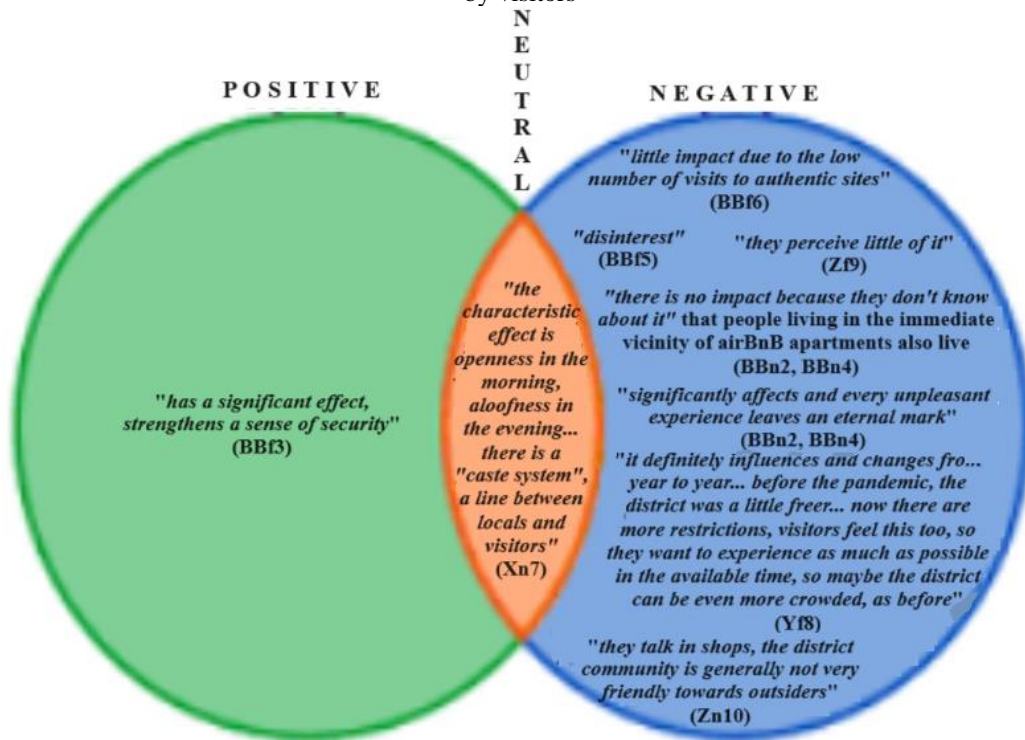 by visitors
N
E
U
T
R
A
L
POSITIVE
NEGATIVE
"has a significant effect,
strengthens a sense of security"
(BBf3)
"the
characteristic
effect is
openness in the
morning,
aloofness in
the evening...
there is a
"caste system",
a line between
locals and
visitors"
(Xn7)
"little impact due to the low
number of visits to authentic sites"
(BBf6)
"disinterest"
(BBf5)
"they perceive little of it"
(Zf9)
"there is no impact because they don't know
about it" that people living in the immediate
vicinity of airBnB apartments also live
(BBn2, BBn4)
"significantly affects and every unpleasant
experience leaves an eternal mark"
(BBn2, BBn4)
"it definitely influences and changes fro...
year to year... before the pandemic, the
district was a little freer... now there are
more restrictions, visitors feel this too, so
they want to experience as much as possible
in the available time, so maybe the district
can be even more crowded, as before"
(Yf8)
"they talk in shops, the district
community is generally not very
friendly towards outsiders"
(Zn10)